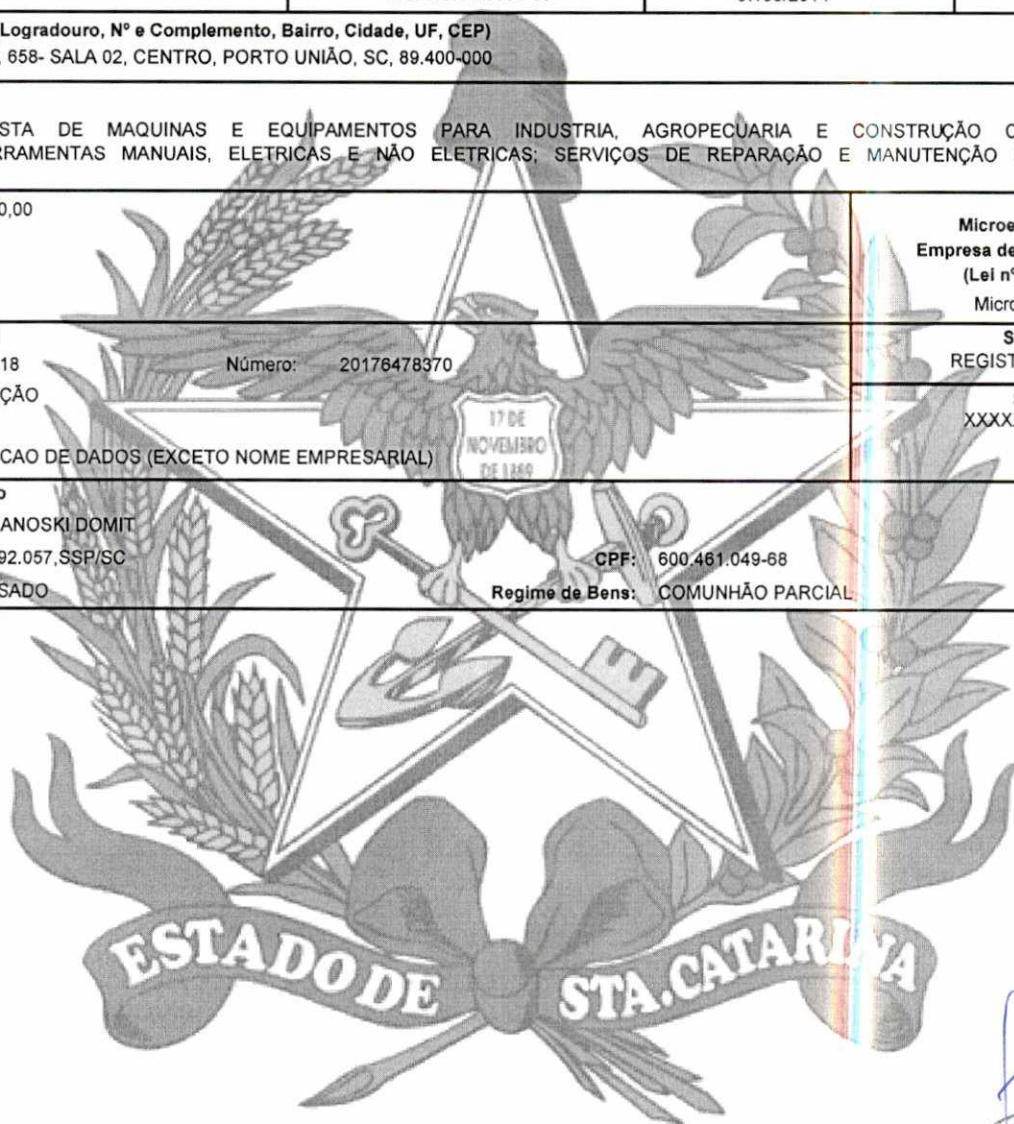 Logradouro, Nº e Complemento, Bairro, Cidade, UF, CEP)
, 658- SALA 02, CENTRO, PORTO UNIÃO, SC, 89.400-000
STA DE MAQUINAS E EQUIPAMENTOS PARA INDUSTRIA, AGROPECUARIA E CONSTRUÇÃO C
RRAMENTAS MANUAIS, ELETRICAS E NÃO ELETRICAS; SERVIÇOS DE REPARAÇÃO E MANUTENÇÃO
0,00
Microe
Empresa de
(Lei nº
Micro
18 Número: 20176478370
S
REGIST
ÇÃO
XXXX
CAO DE DADOS (EXCETO NOME EMPRESARIAL)
17 DE
NOVEMBRO
DE 1889
o
ANOSKI DOMIT
92.057,SSP/SC CPF: 600.461.049-68
SADO Regime de Bens: COMUNHÃO PARCIAL
ESTADO DE STA.CATARINA